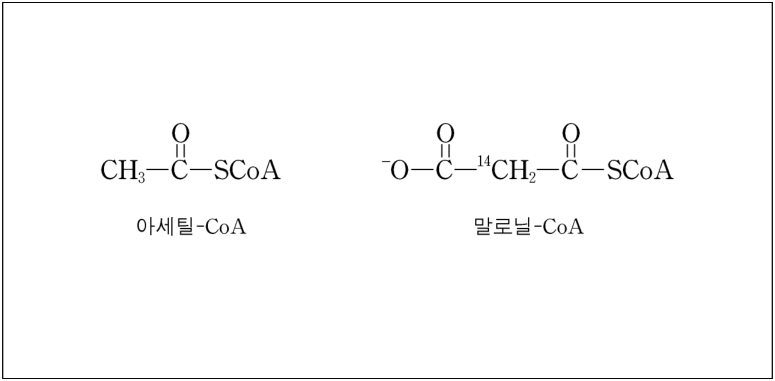 O O O
CH₃—C—SCoA ⁻O—C—¹⁴CH₂—C—SCoA
아세틸-CoA 말로닐-CoA